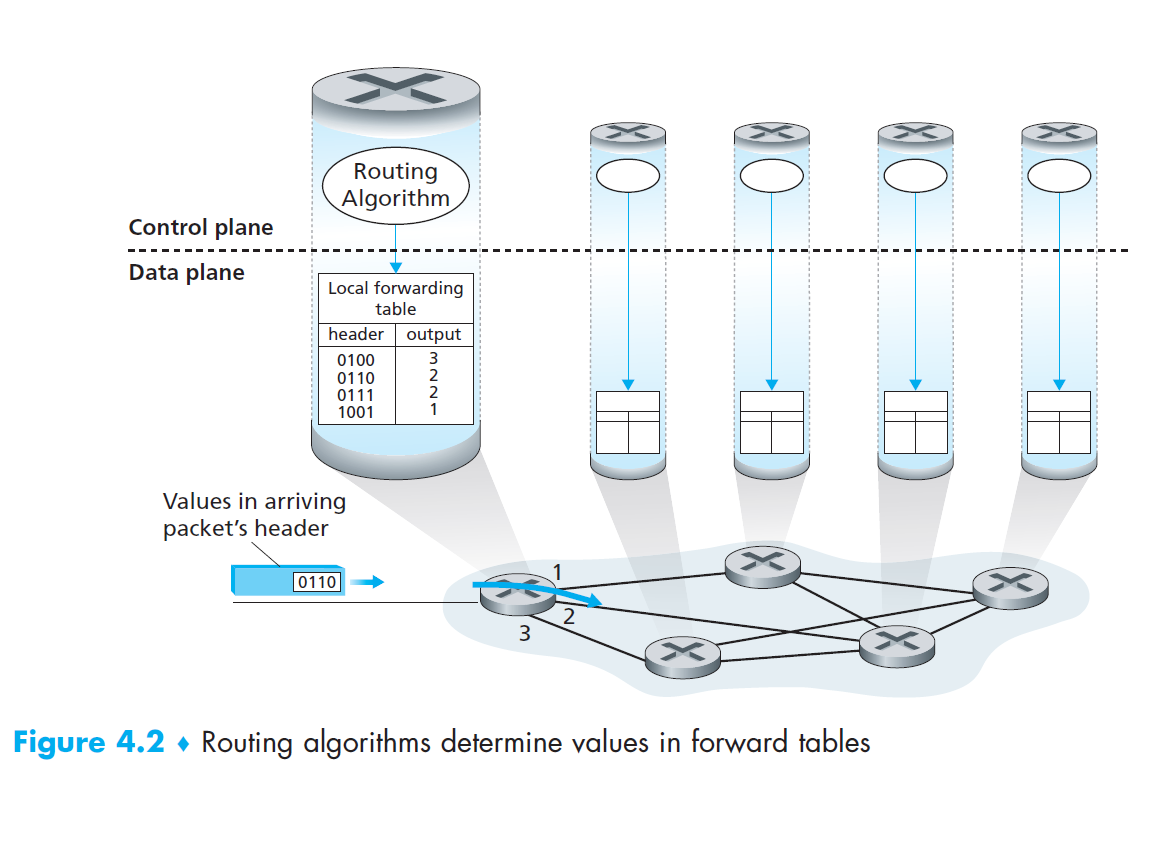 Routing
Algorithm
Control plane
Data plane
Local forwarding
table
header output
0100 3
0110 2
0111 2
1001 1
Values in arriving
packet's header
0110
1
2
3
Figure 4.2 ♦ Routing algorithms determine values in forward tables